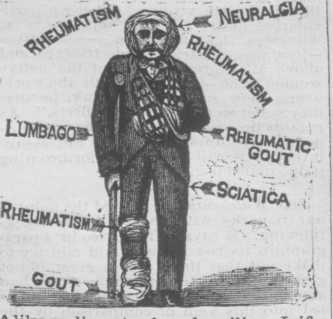 RHEUMATISM
NEURALGIA
RHEUMATISM
LUMBAGO
RHEUMATIC
GOUT
SCIATICA
RHEUMATISM
GOUT